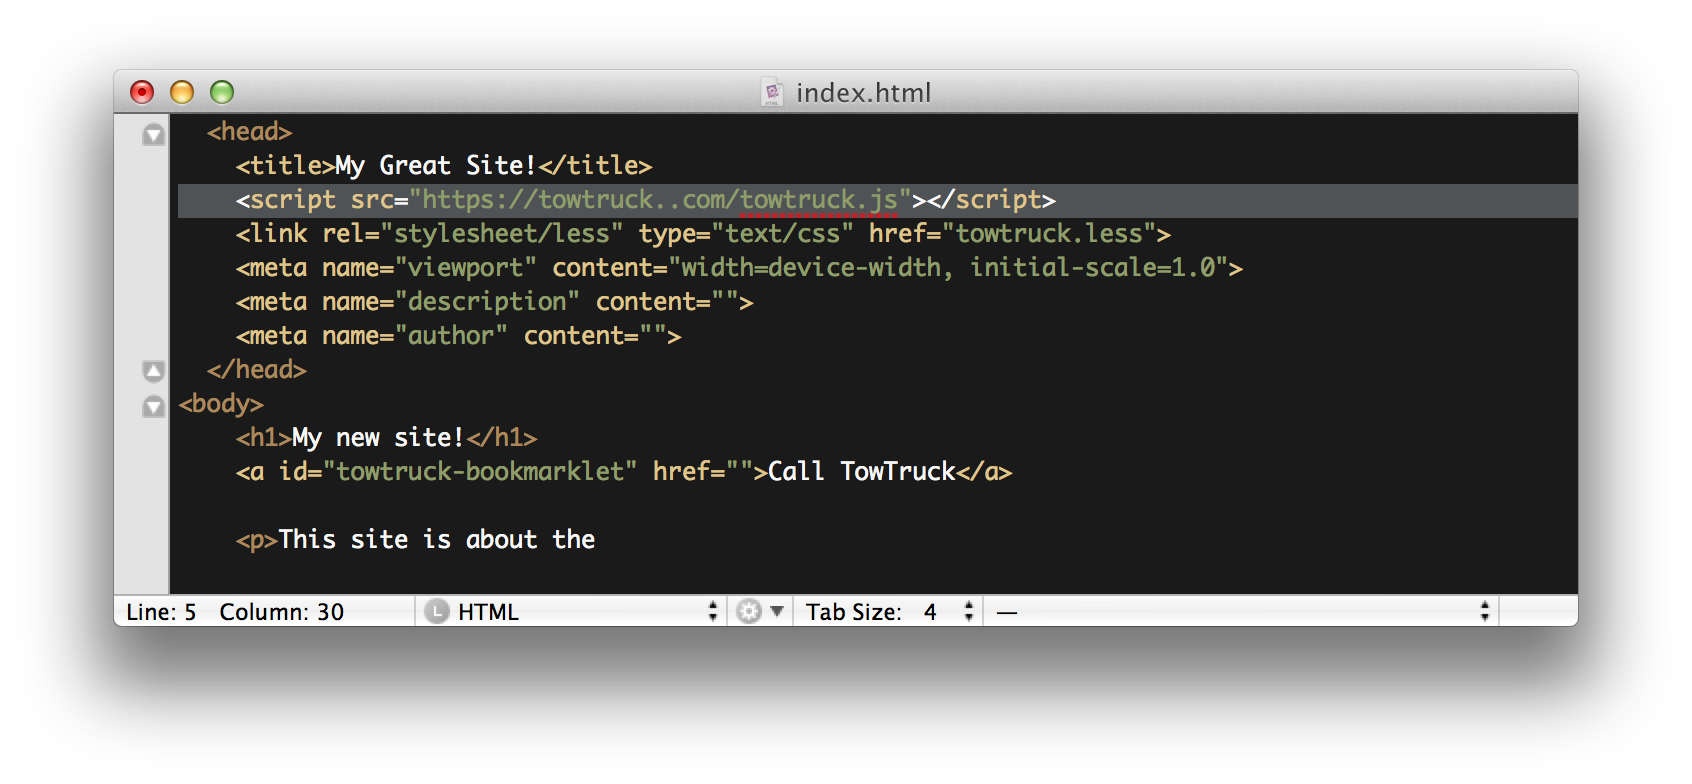 index.html
<head>
<title>My Great Site!</title>
<script src="https://towtruck..com/towtruck.js"></script>
<link rel="stylesheet/less" type="text/css" href="towtruck.less">
<meta name="viewport" content="width=device-width, initial-scale=1.0">
<meta name="description" content="">
<meta name="author" content="">
</head>
<body>
<h1>My new site!</h1>
<a id="towtruck-bookmarklet" href="">Call TowTruck</a>
<p>This site is about the
Line: 5 Column: 30 L HTML Tab Size: 4 —